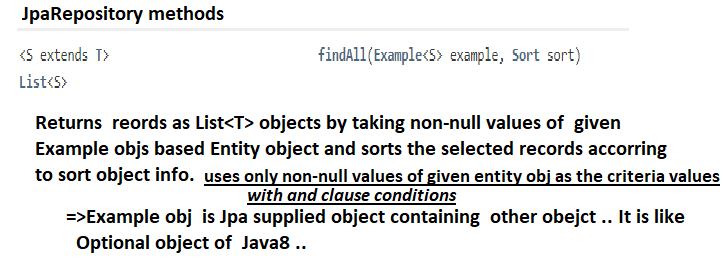 JpaRepository methods
<S extends T> findAll(Example<S> example, Sort sort)
List<S>
Returns reords as List<T> objects by taking non-null values of given
Example objs based Entity object and sorts the selected records accorring
to sort object info. uses only non-null values of given entity obj as the criteria values
with and clause conditions
=>Example obj is Jpa supplied object containing other obejct .. It is like
Optional object of Java8 ..